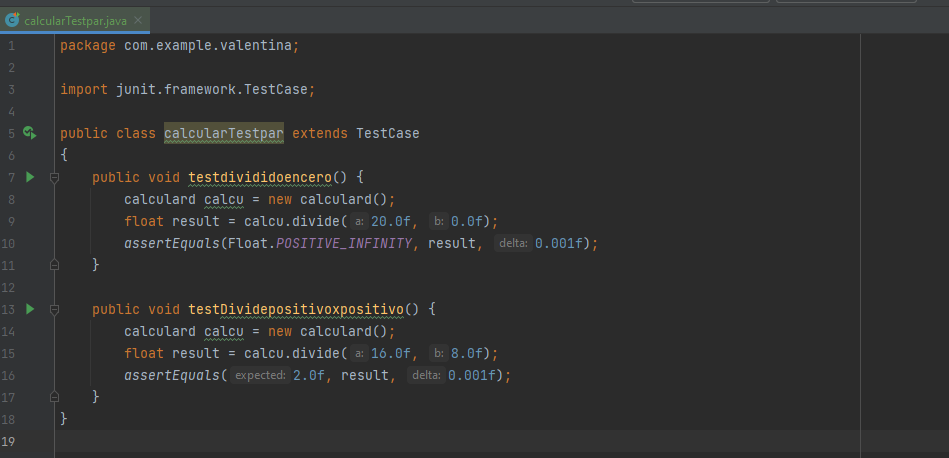 calcularTestpar.java
1 package com.example.valentina;
2
3 import junit.framework.TestCase;
4
5 public class calcularTestpar extends TestCase
6 {
7 public void testdivididoencero() {
8 calculard calcu = new calculard();
9 float result = calcu.divide( a: 20.0f, b: 0.0f);
10 assertEquals(Float.POSITIVE_INFINITY, result, delta: 0.001f);
11 }
12
13 public void testDividepositivoxpositivo() {
14 calculard calcu = new calculard();
15 float result = calcu.divide( a: 16.0f, b: 8.0f);
16 assertEquals( expected: 2.0f, result, delta: 0.001f);
17 }
18 }
19